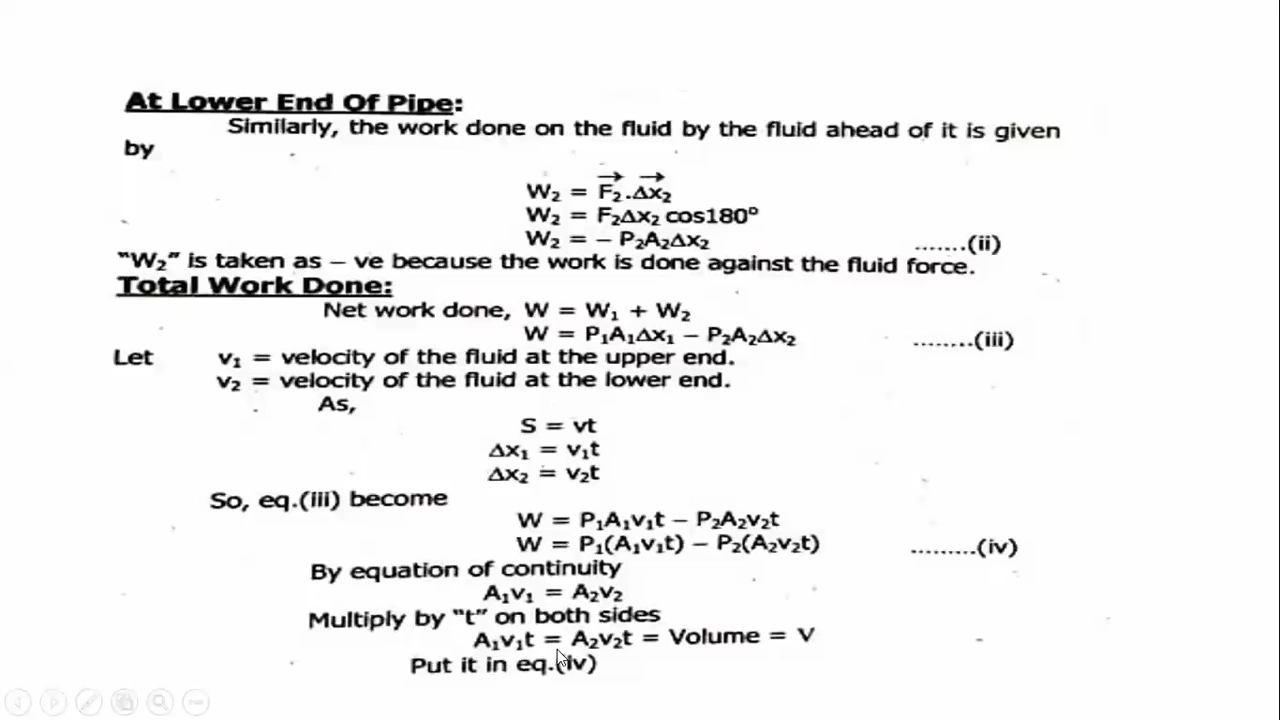 At Lower End Of Pipe:
Similarly, the work done on the fluid by the fluid ahead of it is given
by
W₂ = F₂⃗.Δx₂⃗
W₂ = F₂Δx₂ cos180°
W₂ = – P₂A₂Δx₂ .......(ii)
"W₂" is taken as – ve because the work is done against the fluid force.
Total Work Done:
Net work done, W = W₁ + W₂
W = P₁A₁Δx₁ – P₂A₂Δx₂ ........(iii)
Let v₁ = velocity of the fluid at the upper end.
v₂ = velocity of the fluid at the lower end.
As,
S = vt
Δx₁ = v₁t
Δx₂ = v₂t
So, eq.(iii) become
W = P₁A₁v₁t – P₂A₂v₂t
W = P₁(A₁v₁t) – P₂(A₂v₂t) .........(iv)
By equation of continuity
A₁v₁ = A₂v₂
Multiply by "t" on both sides
A₁v₁t = A₂v₂t = Volume = V
Put it in eq.(iv)